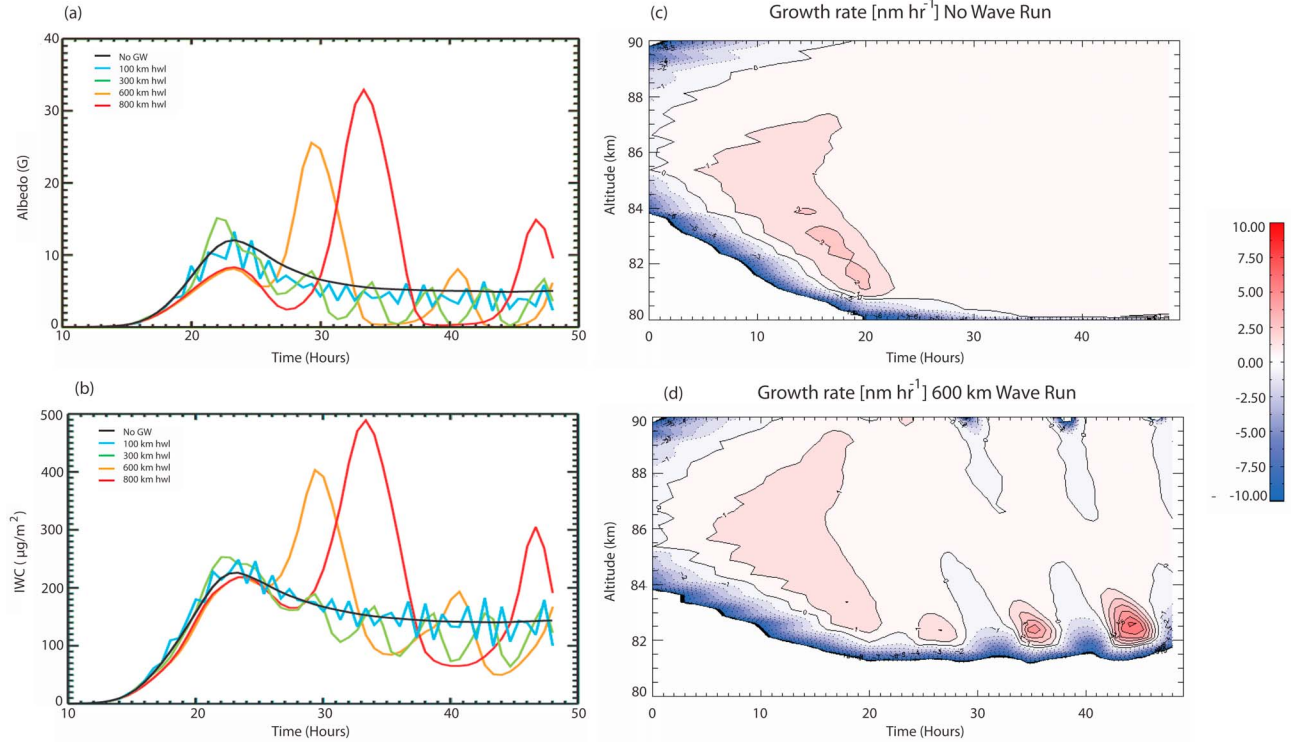 (a)
40
30
20
10
0
Albedo (G)
No GW
100 km hwl
300 km hwl
600 km hwl
800 km hwl
10 20 30 40 50
Time (Hours)
(b)
500
400
300
200
100
0
IWC ( μg/m⁻²)
No GW
100 km hwl
300 km hwl
600 km hwl
800 km hwl
10 20 30 40 50
Time (Hours)
(c)
Growth rate [nm hr⁻¹] No Wave Run
90
88
86
84
82
80
Altitude (km)
0 10 20 30 40
Time (Hours)
(d)
Growth rate [nm hr⁻¹] 600 km Wave Run
90
88
86
84
82
80
Altitude (km)
0 10 20 30 40
Time (Hours)
10.00
7.50
5.00
2.50
0.00
-2.50
-5.00
-7.50
- -10.00